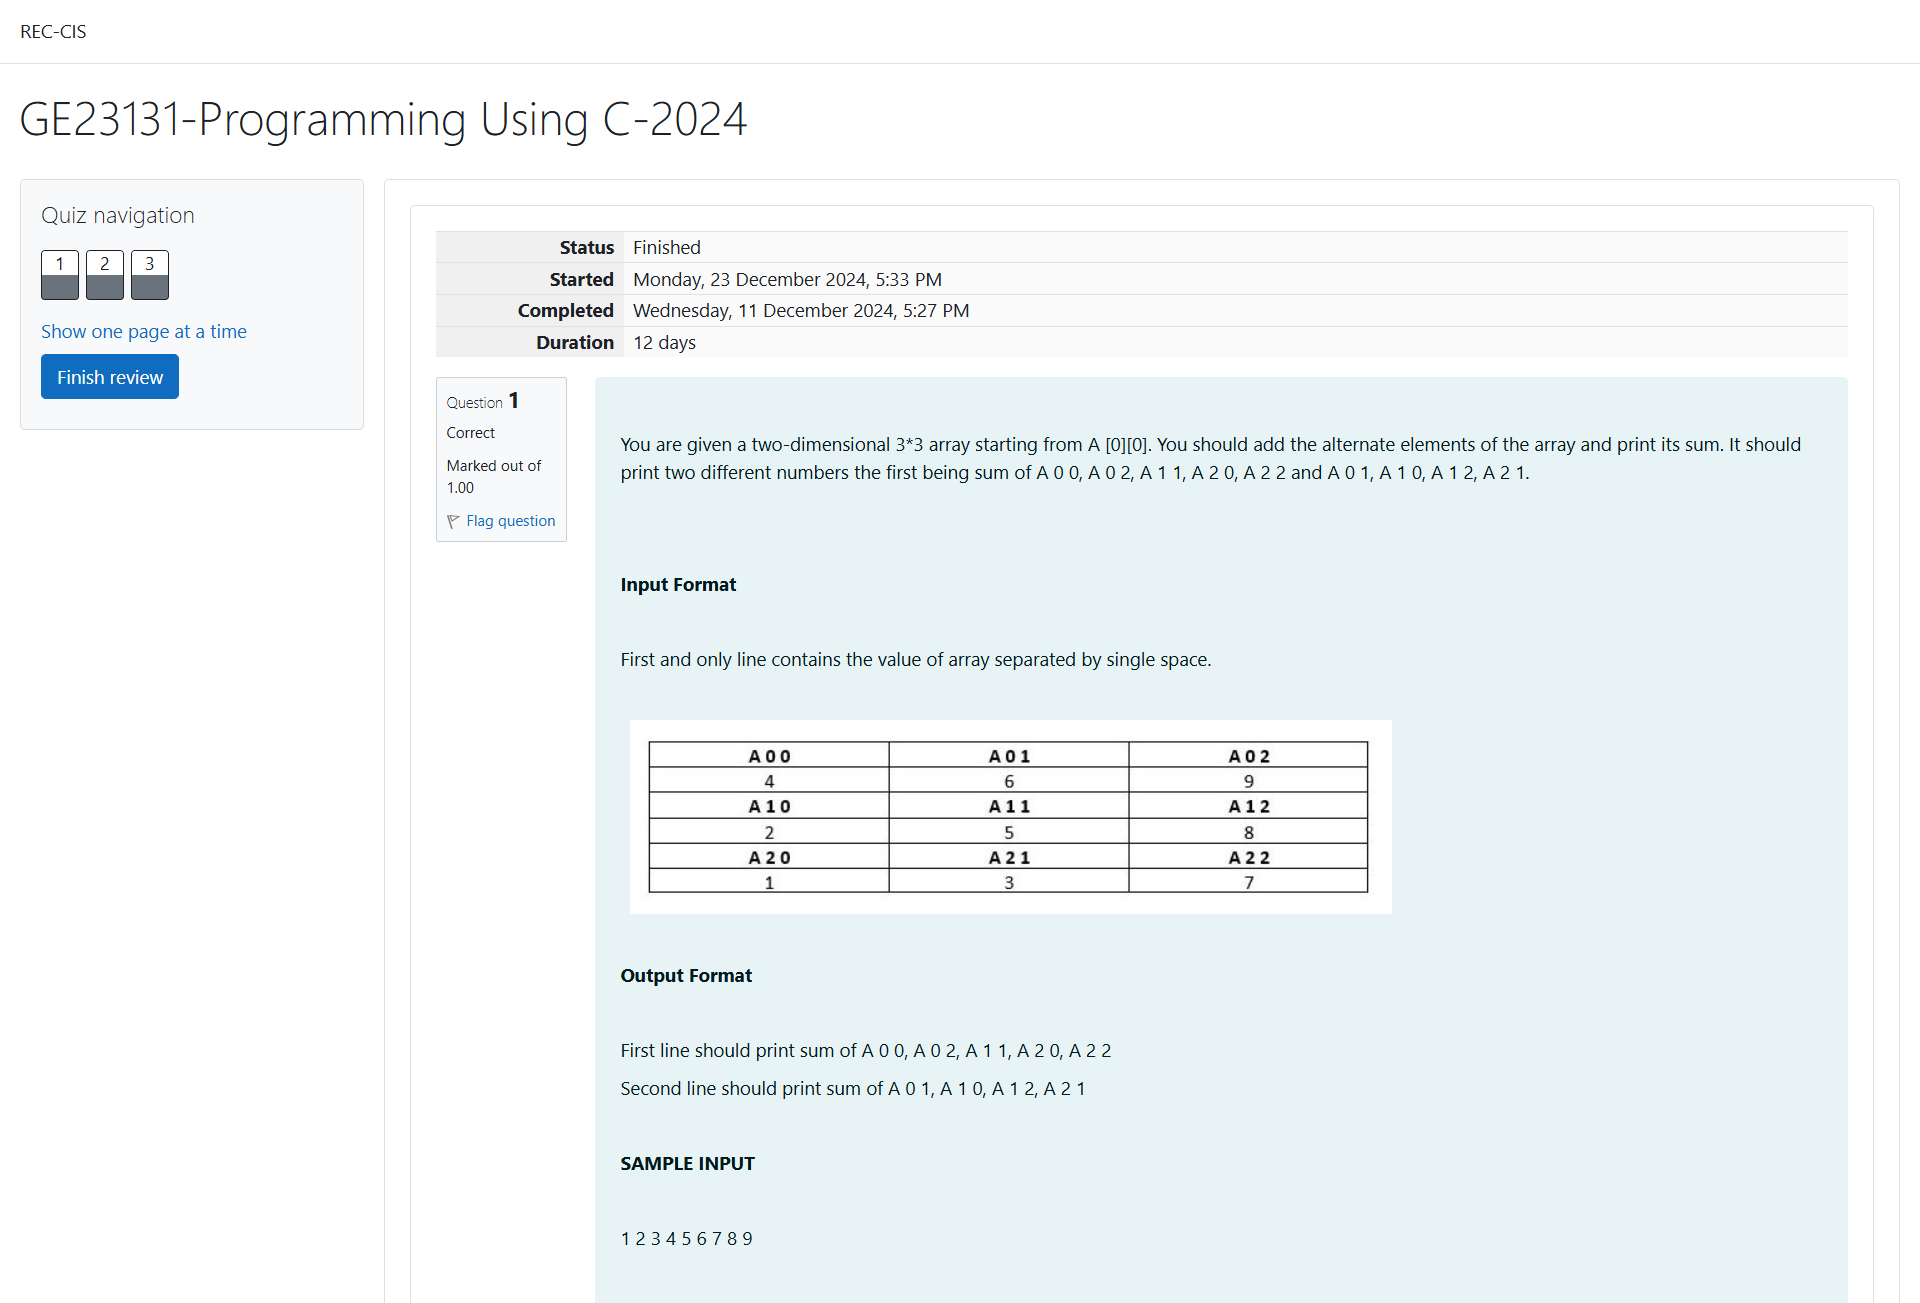 REC-CIS
GE23131-Programming Using C-2024
Quiz navigation
1 2 3
Show one page at a time
Finish review
Status Finished
Started Monday, 23 December 2024, 5:33 PM
Completed Wednesday, 11 December 2024, 5:27 PM
Duration 12 days
Question 1
Correct
Marked out of
1.00
Flag question
You are given a two-dimensional 3*3 array starting from A [0][0]. You should add the alternate elements of the array and print its sum. It should
print two different numbers the first being sum of A 0 0, A 0 2, A 1 1, A 2 0, A 2 2 and A 0 1, A 1 0, A 1 2, A 2 1.
Input Format
First and only line contains the value of array separated by single space.
A 0 0 A 0 1 A 0 2
4 6 9
A 1 0 A 1 1 A 1 2
2 5 8
A 2 0 A 2 1 A 2 2
1 3 7
Output Format
First line should print sum of A 0 0, A 0 2, A 1 1, A 2 0, A 2 2
Second line should print sum of A 0 1, A 1 0, A 1 2, A 2 1
SAMPLE INPUT
1 2 3 4 5 6 7 8 9